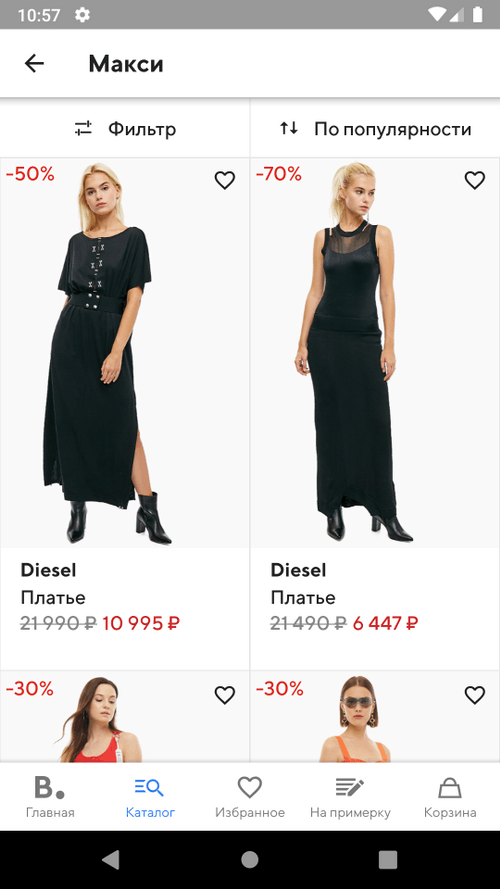 10:57
Макси
Фильтр
По популярности
-50%
-70%
Diesel
Diesel
Платье
Платье
21 990 ₽ 10 995 ₽
21 490 ₽ 6 447 ₽
-30%
-30%
B.
Главная
Каталог
Избранное
На примерку
Корзина